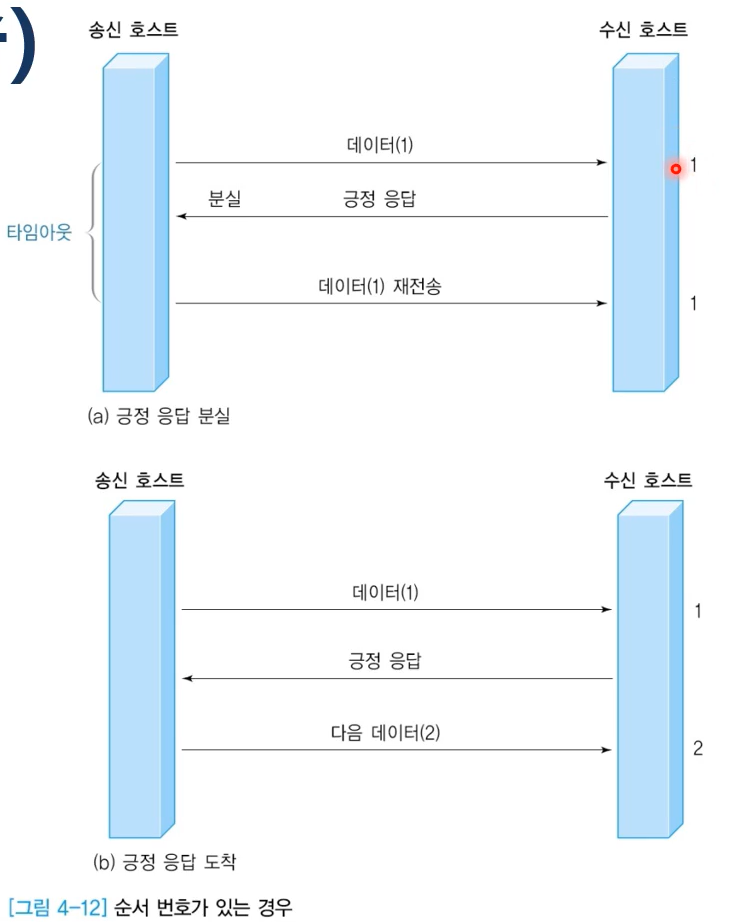 )
송신 호스트 수신 호스트
데이터(1)
1
분실 긍정 응답
타임아웃
데이터(1) 재전송
1
(a) 긍정 응답 분실
송신 호스트 수신 호스트
데이터(1)
1
긍정 응답
다음 데이터(2)
2
(b) 긍정 응답 도착
[그림 4-12] 순서 번호가 있는 경우